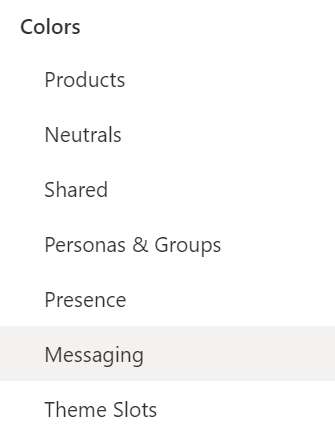 Colors
Products
Neutrals
Shared
Personas & Groups
Presence
Messaging
Theme Slots